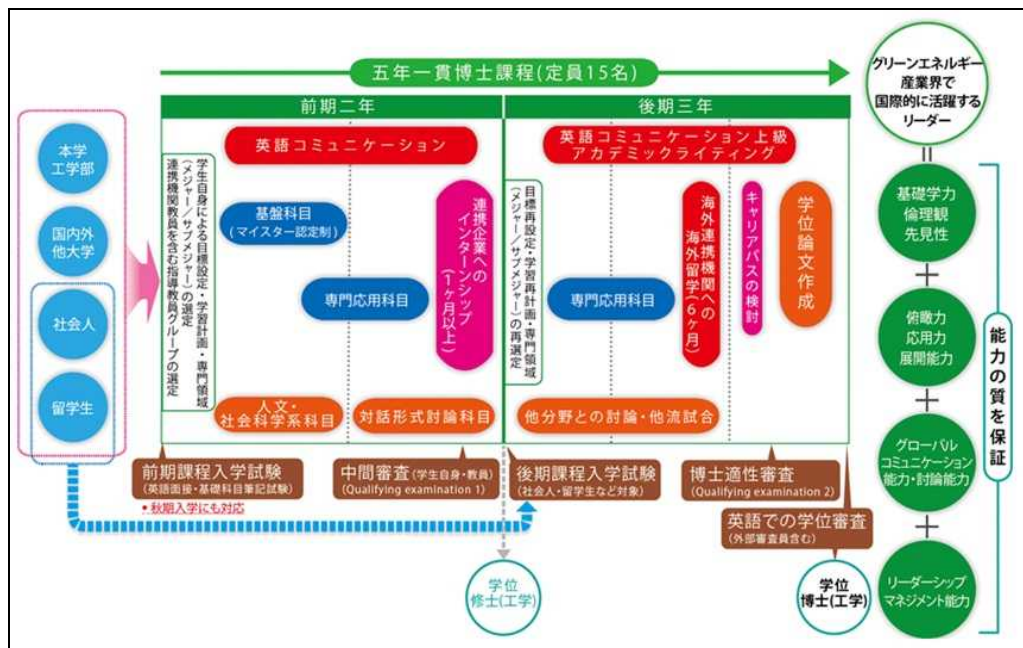 五年一貫博士課程(定員15名)
グリーンエネルギー
産業界で
国際的に活躍する
リーダー
前期二年
後期三年
本学
工学部
国内外
他大学
社会人
留学生
学生自身による目標設定・学習計画・専門領域
(メジャー/サブメジャー)の選定
連携機関教員を含む指導教員グループの選定
英語コミュニケーション
基盤科目
(マイスター認定制)
専門応用科目
連携企業への
インターンシップ
(1ヶ月以上)
人文・
社会科学系科目
対話形式討論科目
目標再設定・学習再計画・専門領域
(メジャー/サブメジャー)の再選定
英語コミュニケーション上級
アカデミックライティング
専門応用科目
海外連携機関への
海外留学(6ヶ月)
キャリアパスの検討
学位論文作成
他分野との討論・他流試合
前期課程入学試験
(英語面接・基礎科目筆記試験)
・秋期入学にも対応
中間審査(学生自身・教員)
(Qualifying examination 1)
後期課程入学試験
(社会人・留学生など対象)
博士適性審査
(Qualifying examination 2)
英語での学位審査
(外部審査員含む)
学位
修士(工学)
学位
博士(工学)
=
基礎学力
倫理観
先見性
+
俯瞰力
応用力
展開能力
+
グローバル
コミュニケーション
能力・討論能力
+
リーダーシップ
マネジメント能力
能力の質を保証